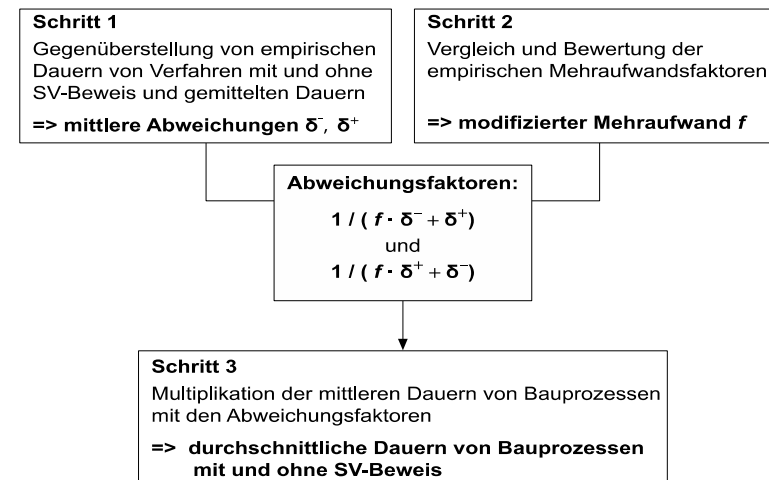 Schritt 1
Gegenüberstellung von empirischen
Dauern von Verfahren mit und ohne
SV-Beweis und gemittelten Dauern
=> mittlere Abweichungen δ⁻, δ⁺
Schritt 2
Vergleich und Bewertung der
empirischen Mehraufwandsfaktoren
=> modifizierter Mehraufwand f
Abweichungsfaktoren:
1 / ( f · δ⁻ + δ⁺)
und
1 / ( f · δ⁺ + δ⁻)
Schritt 3
Multiplikation der mittleren Dauern von Bauprozessen
mit den Abweichungsfaktoren
=> durchschnittliche Dauern von Bauprozessen
mit und ohne SV-Beweis